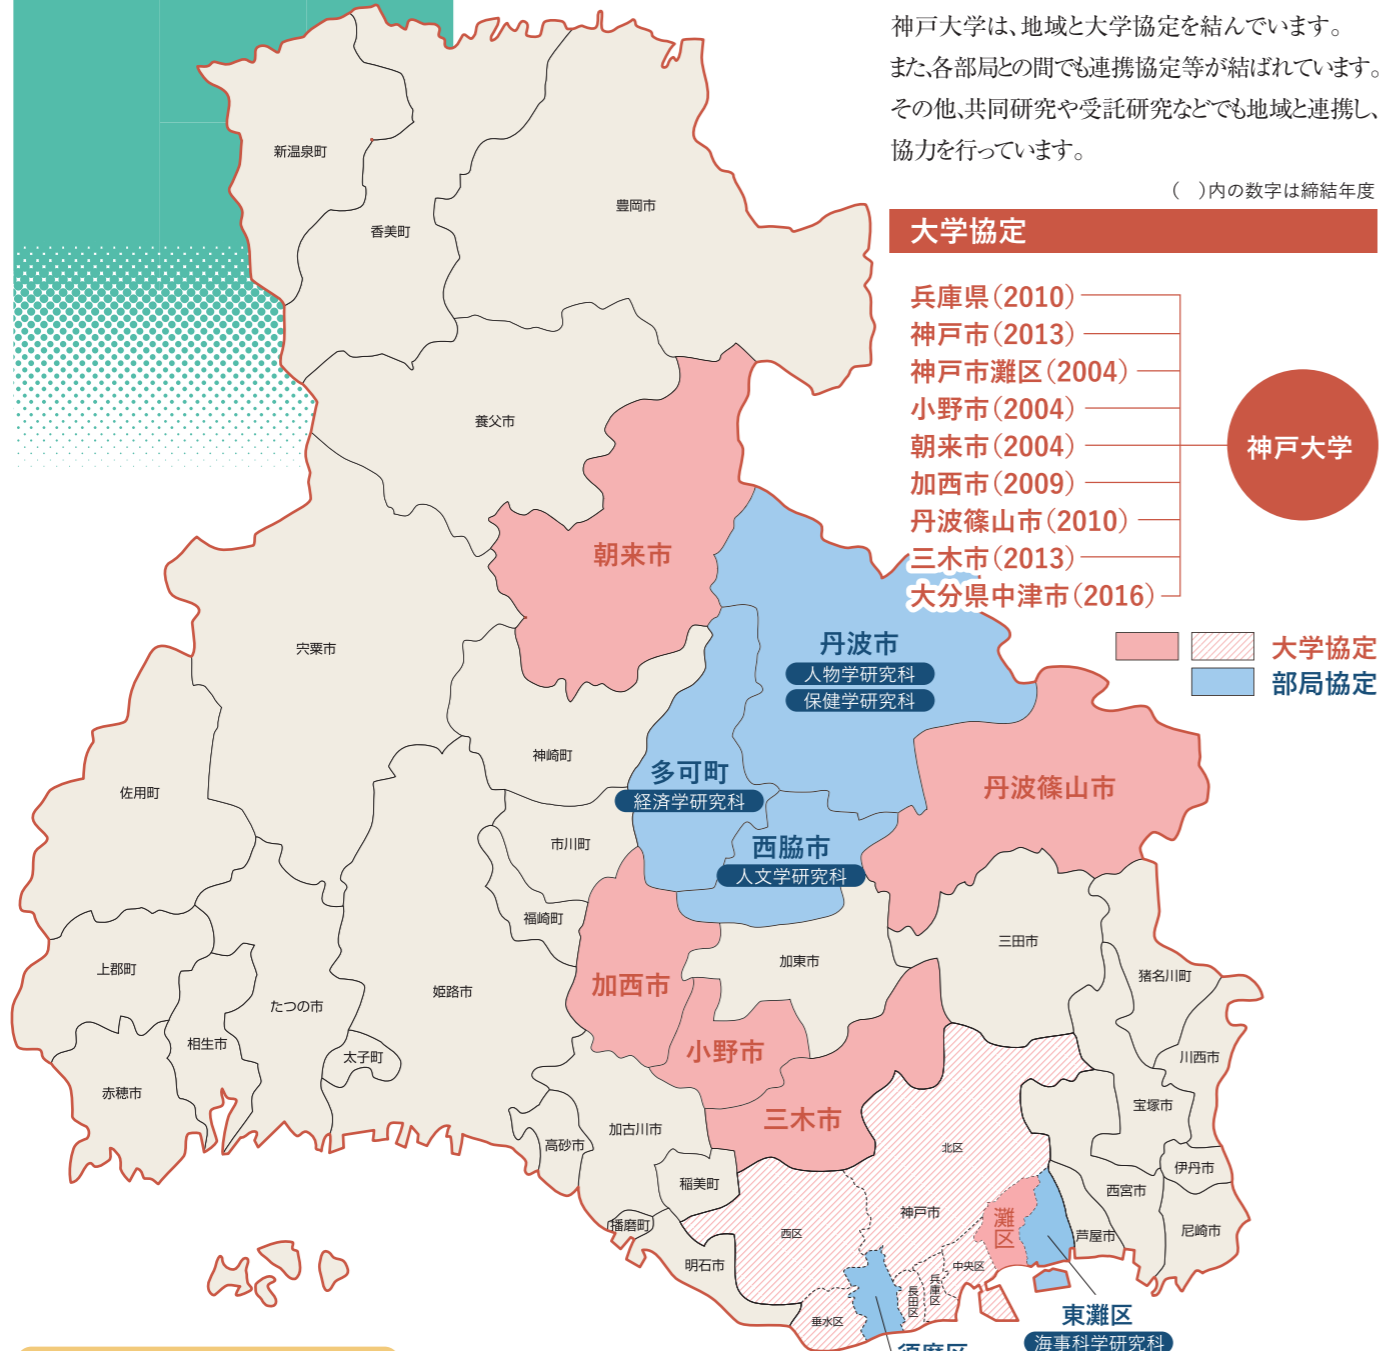 神戸大学は、地域と大学協定を結んでいます。
また、各部局との間でも連携協定等が結ばれています。
その他、共同研究や受託研究などでも地域と連携し、
協力を行っています。
（　）内の数字は締結年度
大学協定
兵庫県（2010）
神戸市（2013）
神戸市灘区（2004）
小野市（2004）
朝来市（2004）
加西市（2009）
丹波篠山市（2010）
三木市（2013）
大分県中津市（2016）
神戸大学
大学協定
部局協定
新温泉町
香美町
豊岡市
養父市
朝来市
宍粟市
丹波市
人物学研究科
保健学研究科
神崎町
多可町
経済学研究科
丹波篠山市
佐用町
市川町
西脇市
人文学研究科
福崎町
三田市
上郡町
加東市
猪名川町
加西市
姫路市
たつの市
相生市
太子町
小野市
川西市
赤穂市
宝塚市
三木市
加古川市
高砂市
北区
伊丹市
稲美町
西宮市
神戸市
灘区
播磨町
西区
芦屋市
尼崎市
明石市
中央区
兵庫区
長田区
垂水区
東灘区
海事科学研究科
須磨区